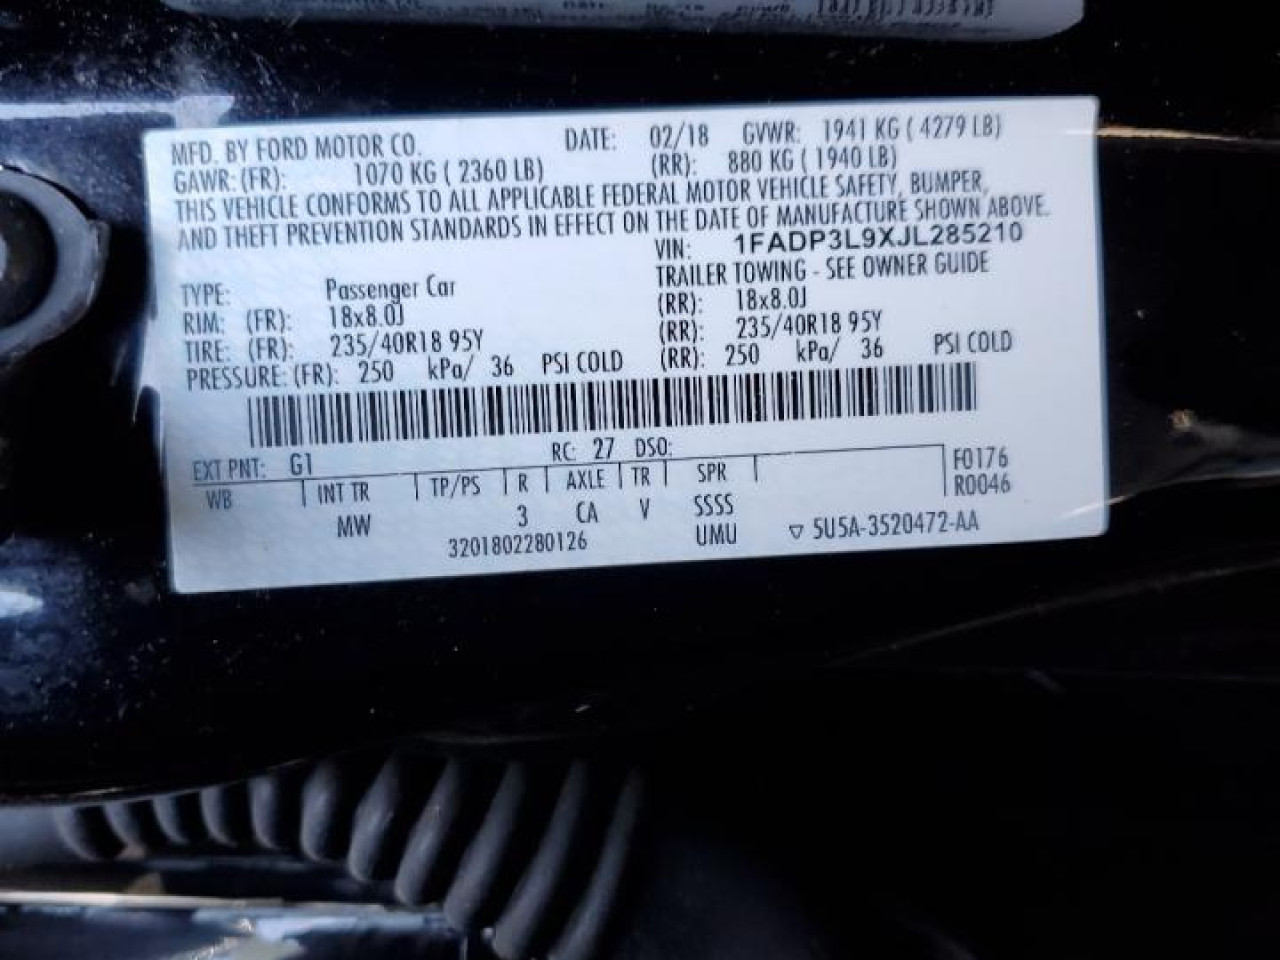 MFD. BY FORD MOTOR CO. DATE: 02/18 GVWR: 1941 KG ( 4279 LB)
GAWR: (FR): 1070 KG ( 2360 LB) (RR): 880 KG ( 1940 LB)
THIS VEHICLE CONFORMS TO ALL APPLICABLE FEDERAL MOTOR VEHICLE SAFETY, BUMPER,
AND THEFT PREVENTION STANDARDS IN EFFECT ON THE DATE OF MANUFACTURE SHOWN ABOVE.
VIN: 1FADP3L9XJL285210
TYPE: Passenger Car TRAILER TOWING - SEE OWNER GUIDE
RIM: (FR): 18x8.0J (RR): 18x8.0J
TIRE: (FR): 235/40R18 95Y (RR): 235/40R18 95Y
PRESSURE: (FR): 250 kPa/ 36 PSI COLD (RR): 250 kPa/ 36 PSI COLD
EXT PNT: G1 RC: 27 DSO:
WB INT TR TP/PS R AXLE TR SPR F0176
MW 3 CA V SSSS R0046
3201802280126 UMU ▽ 5U5A-3520472-AA